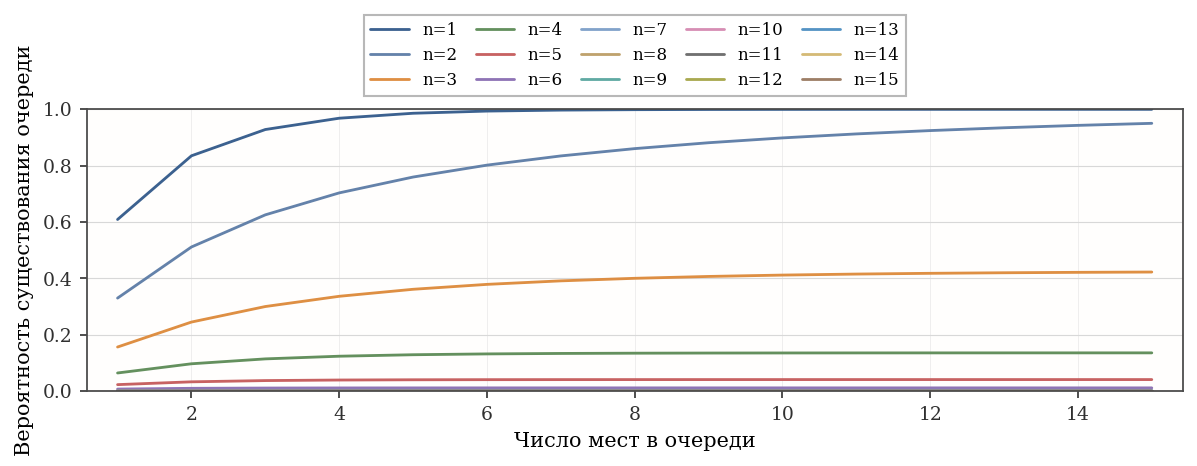 n=1 n=4 n=7 n=10 n=13
n=2 n=5 n=8 n=11 n=14
n=3 n=6 n=9 n=12 n=15
Вероятность существования очереди
1.0
0.8
0.6
0.4
0.2
0.0
2 4 6 8 10 12 14
Число мест в очереди